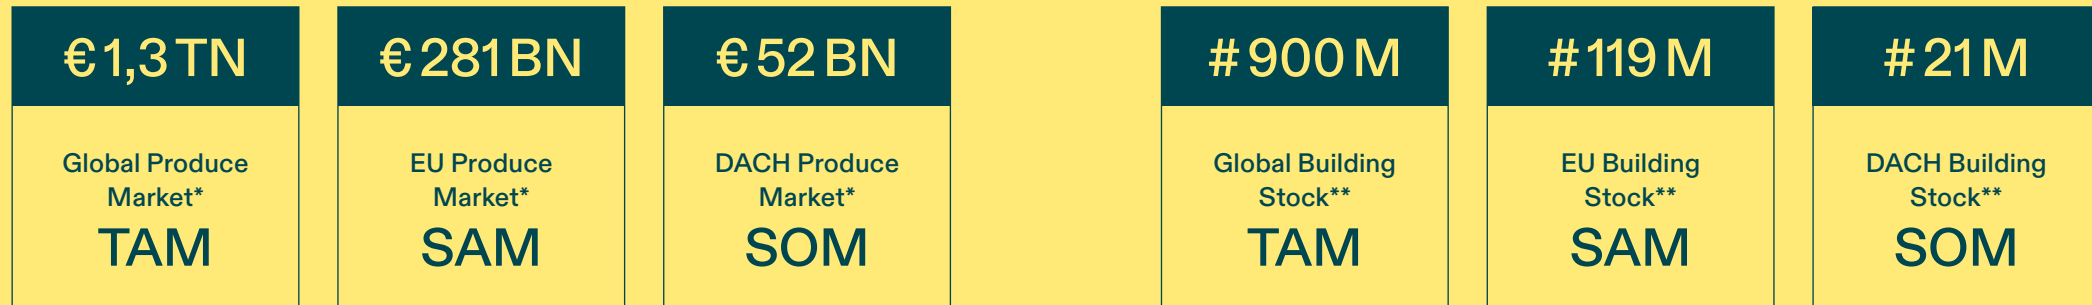 € 1,3 TN
Global Produce
Market*
TAM
€ 281 BN
EU Produce
Market*
SAM
€ 52 BN
DACH Produce
Market*
SOM
# 900 M
Global Building
Stock**
TAM
# 119 M
EU Building
Stock**
SAM
# 21 M
DACH Building
Stock**
SOM